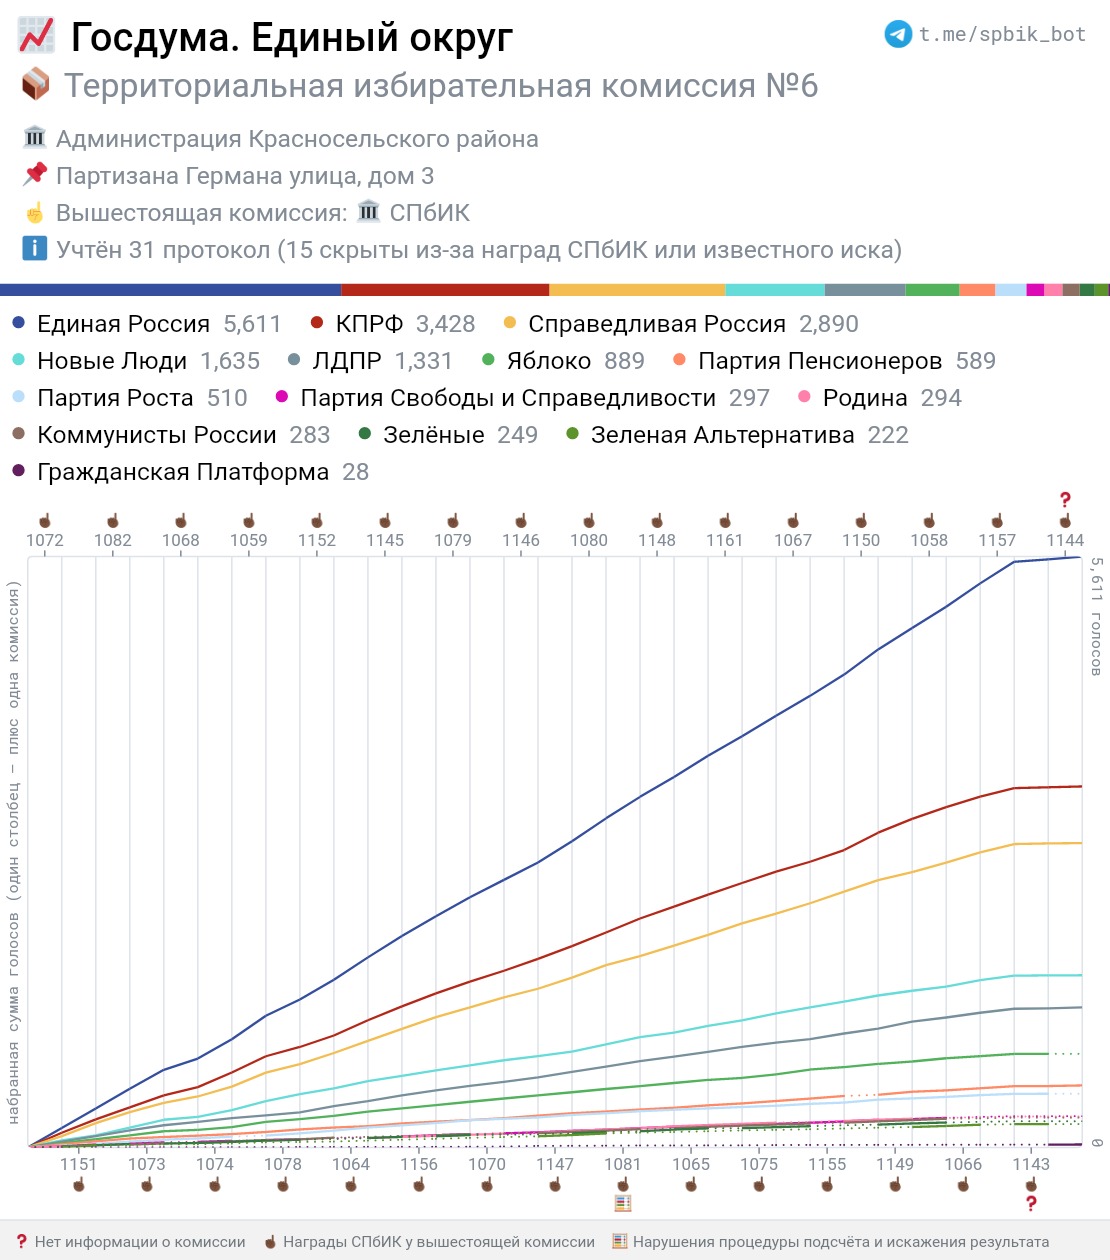 Госдума. Единый округ
t.me/spbik_bot
Территориальная избирательная комиссия №6
Администрация Красносельского района
Партизана Германа улица, дом 3
Вышестоящая комиссия: СПбИК
Учтён 31 протокол (15 скрыты из-за наград СПбИК или известного иска)
Единая Россия 5,611 КПРФ 3,428 Справедливая Россия 2,890
Новые Люди 1,635 ЛДПР 1,331 Яблоко 889 Партия Пенсионеров 589
Партия Роста 510 Партия Свободы и Справедливости 297 Родина 294
Коммунисты России 283 Зелёные 249 Зеленая Альтернатива 222
Гражданская Платформа 28
1072 1082 1068 1059 1152 1145 1079 1146 1080 1148 1161 1067 1150 1058 1157 1144
набранная сумма голосов (один столбец – плюс одна комиссия)
5,611 голосов
0
1151 1073 1074 1078 1064 1156 1070 1147 1081 1065 1075 1155 1149 1066 1143
Нет информации о комиссии Награды СПбИК у вышестоящей комиссии Нарушения процедуры подсчёта и искажения результата